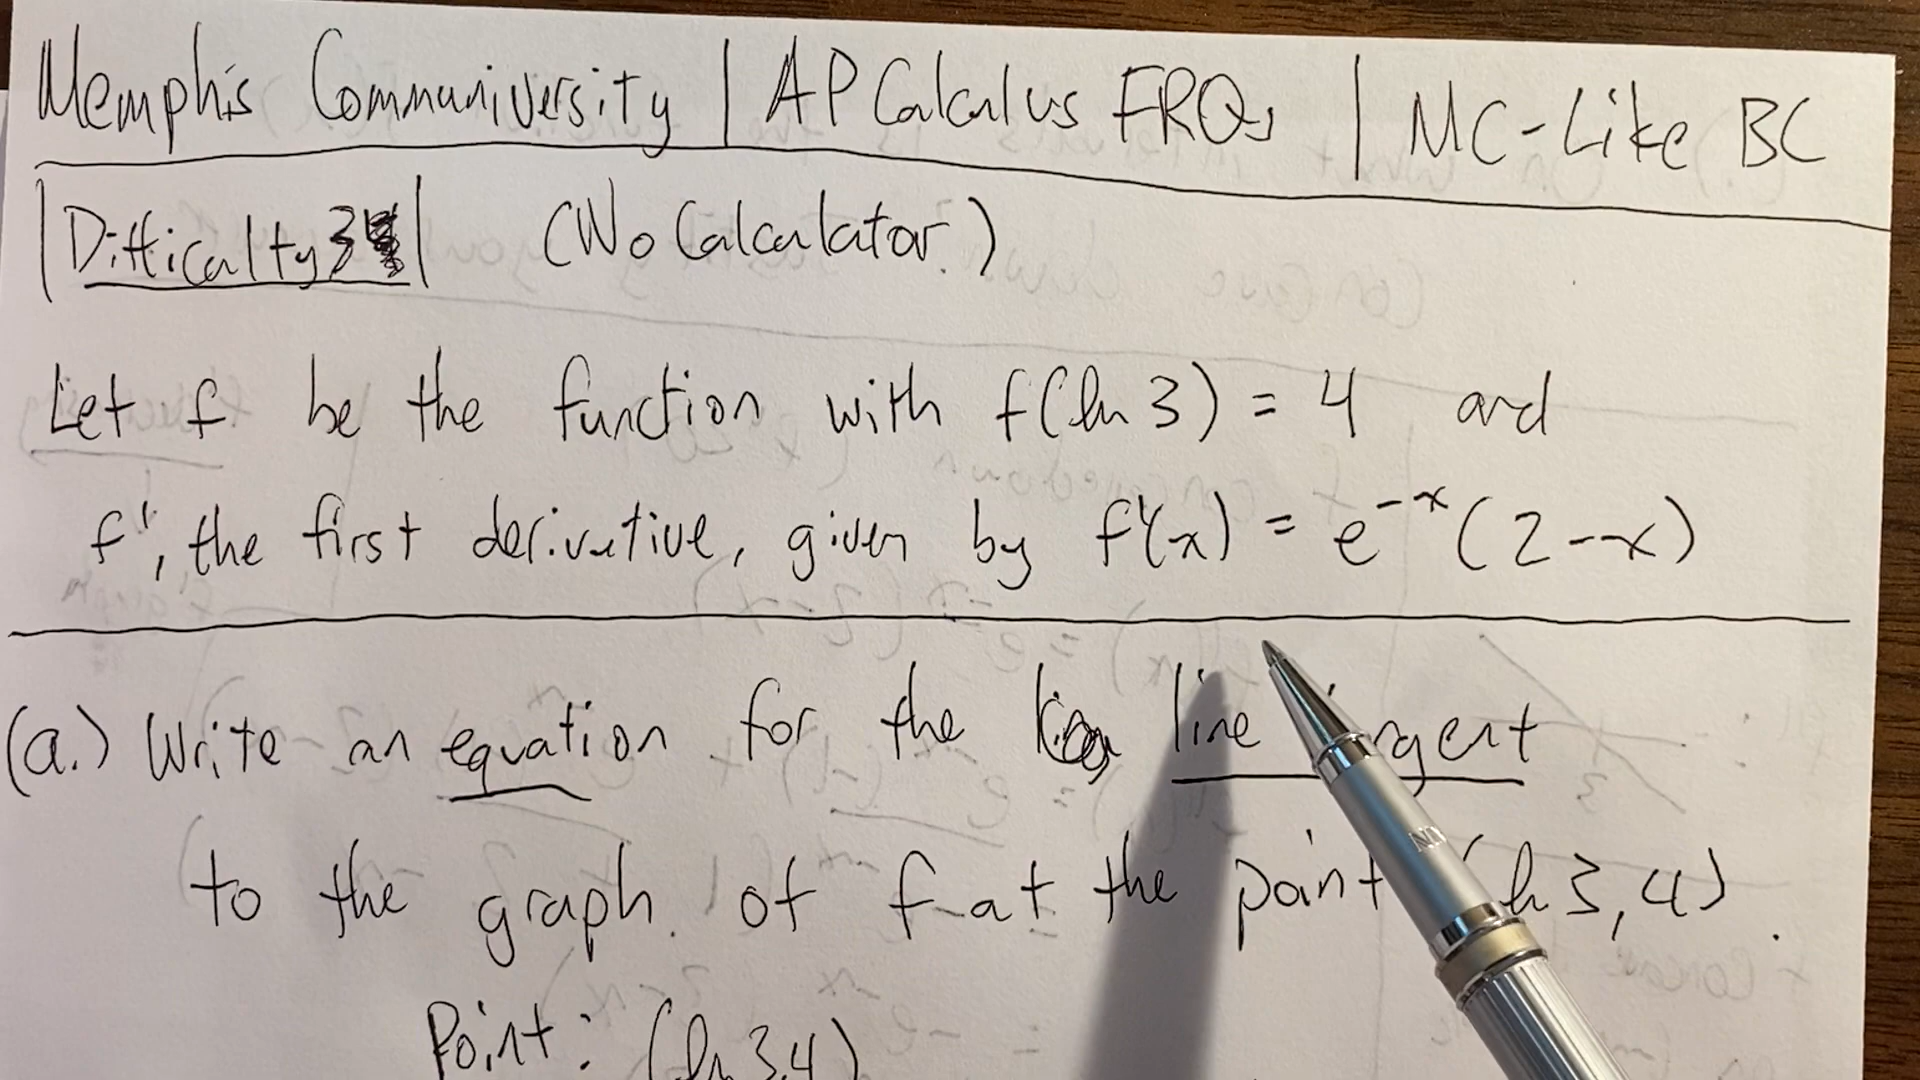 Memphis Communiversity | AP Calculus FRQs | MC-Like BC
|Difficulty 3| (No Calculator.)
Let f be the function with f(ln 3) = 4 and
f', the first derivative, given by f'(x) = e^-x (2-x)
(a.) Write an equation for the line tangent
to the graph of f at the point (ln 3, 4).
Point: (ln 3, 4)